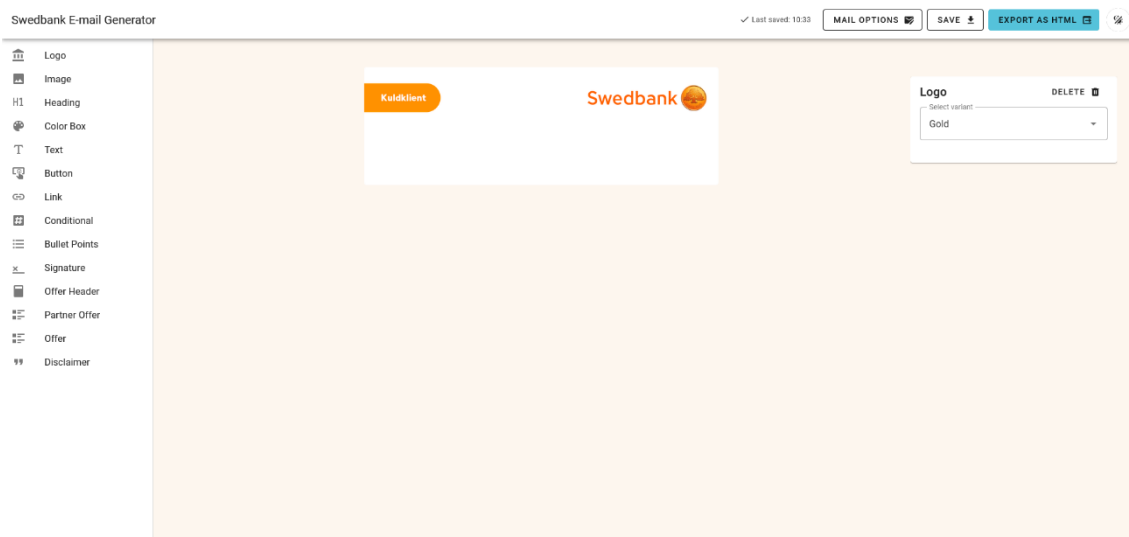 Swedbank E-mail Generator
Last saved: 10:33
MAIL OPTIONS
SAVE
EXPORT AS HTML
Logo
Image
H1 Heading
Color Box
Text
Button
Link
Conditional
Bullet Points
Signature
Offer Header
Partner Offer
Offer
Disclaimer
Kuldklient
Swedbank
Logo
DELETE
Select variant
Gold